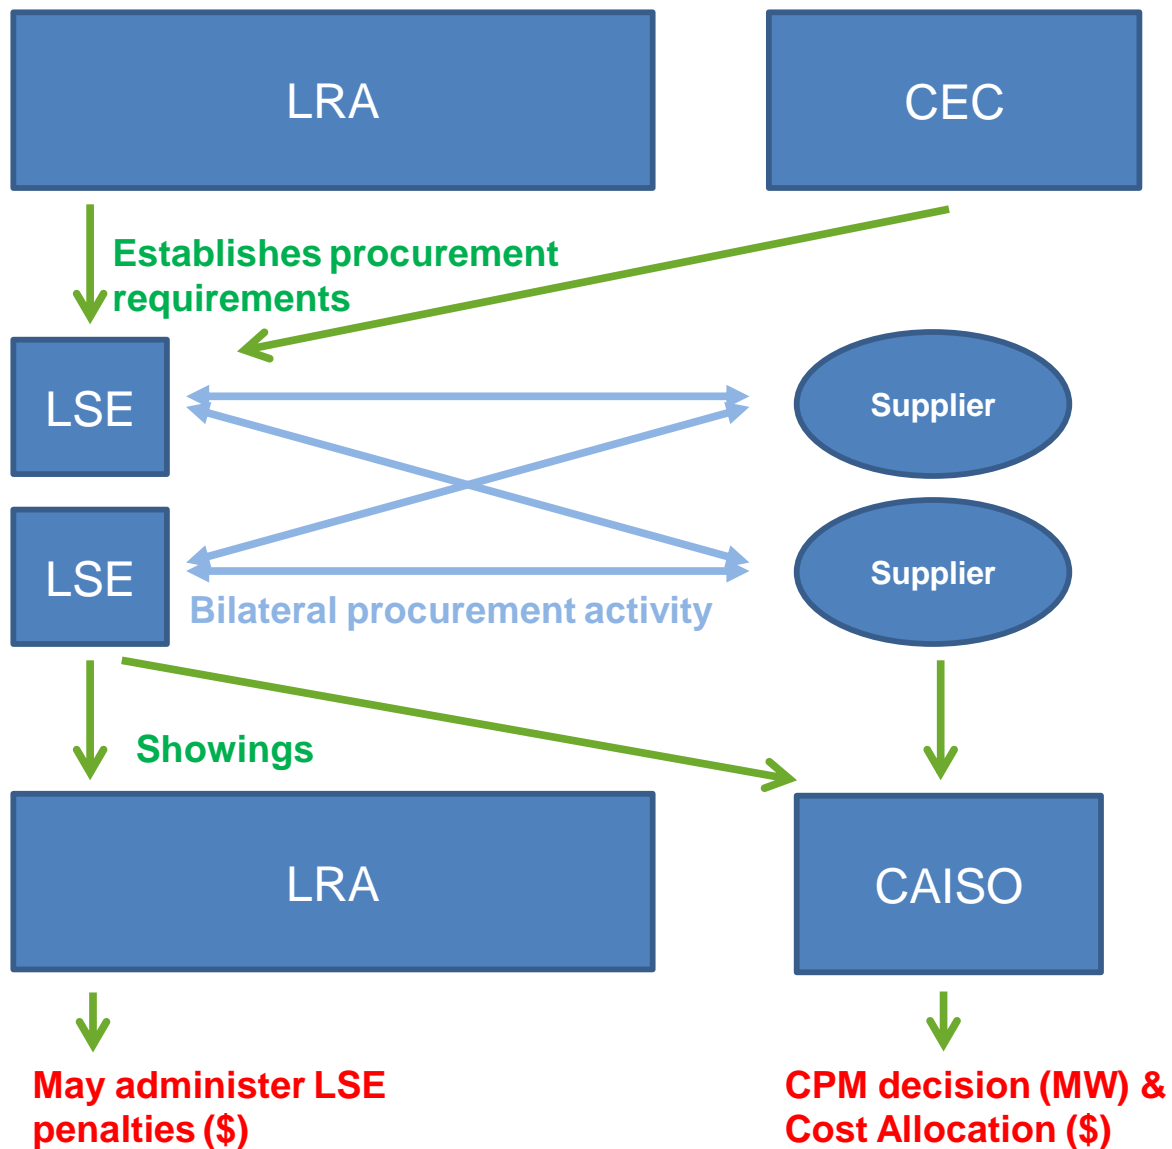 LRA
CEC
Establishes procurement
requirements
LSE
Supplier
LSE
Supplier
Bilateral procurement activity
Showings
LRA
CAISO
May administer LSE
penalties ($)
CPM decision (MW) &
Cost Allocation ($)